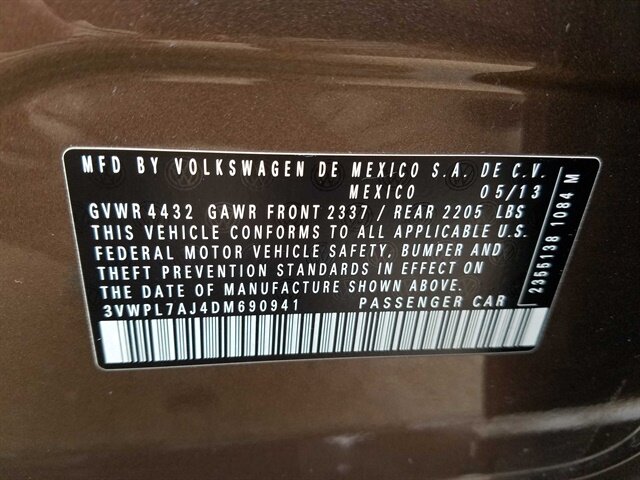 MFD BY VOLKSWAGEN DE MEXICO S.A. DE C.V.
MEXICO 05/13
GVWR 4432 GAWR FRONT 2337 / REAR 2205 LBS
THIS VEHICLE CONFORMS TO ALL APPLICABLE U.S.
FEDERAL MOTOR VEHICLE SAFETY, BUMPER AND
THEFT PREVENTION STANDARDS IN EFFECT ON
THE DATE OF MANUFACTURE SHOWN ABOVE.
3VWPL7AJ4DM690941 PASSENGER CAR
2355138 1084 M